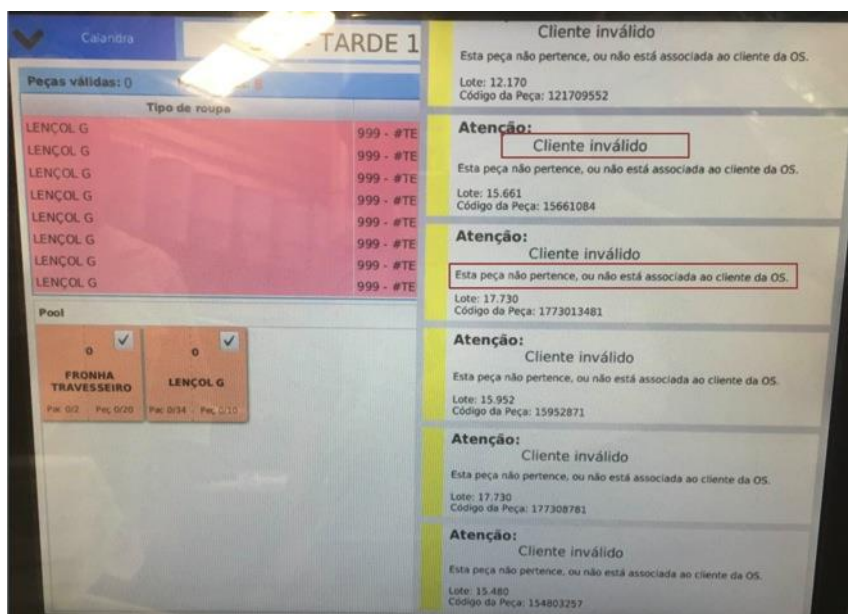 Calandra
- TARDE 1
Peças válidas: 0
Tipo de roupa
LENÇOL G
999 - #TE
LENÇOL G
999 - #TE
LENÇOL G
999 - #TE
LENÇOL G
999 - #TE
LENÇOL G
999 - #TE
LENÇOL G
999 - #TE
LENÇOL G
999 - #TE
LENÇOL G
999 - #TE
Pool
0
FRONHA
TRAVESSEIRO
Pac 0/2 Peç 0/20
0
LENÇOL G
Pac 0/34 Peç 0/10
Cliente inválido
Esta peça não pertence, ou não está associada ao cliente da OS.
Lote: 12.170
Código da Peça: 121709552
Atenção:
Cliente inválido
Esta peça não pertence, ou não está associada ao cliente da OS.
Lote: 15.661
Código da Peça: 15661084
Atenção:
Cliente inválido
Esta peça não pertence, ou não está associada ao cliente da OS.
Lote: 17.730
Código da Peça: 1773013481
Atenção:
Cliente inválido
Esta peça não pertence, ou não está associada ao cliente da OS.
Lote: 15.952
Código da Peça: 15952871
Atenção:
Cliente inválido
Esta peça não pertence, ou não está associada ao cliente da OS.
Lote: 17.730
Código da Peça: 177308781
Atenção:
Cliente inválido
Esta peça não pertence, ou não está associada ao cliente da OS.
Lote: 15.480
Código da Peça: 154803257